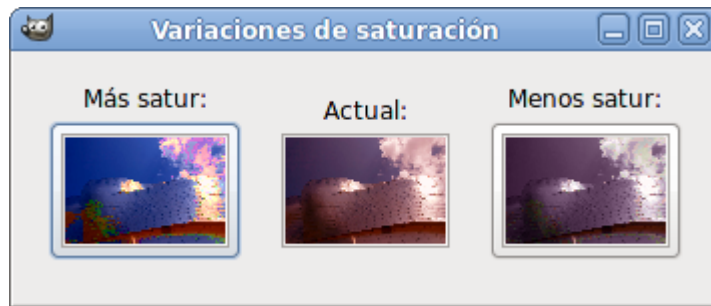 Variaciones de saturación
Más satur:
Actual:
Menos satur: